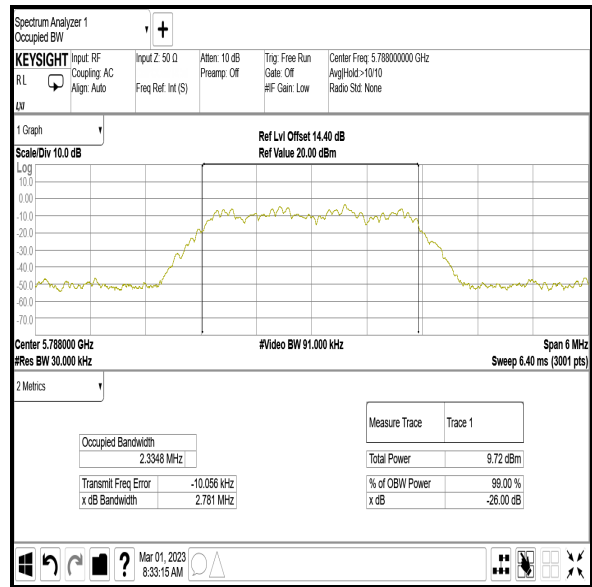 Spectrum Analyzer 1
Occupied BW
KEYSIGHT Input: RF Input Z: 50 Ω Atten: 10 dB Trig: Free Run Center Freq: 5.788000000 GHz
RL Coupling: AC Preamp: Off Gate: Off Avg|Hold:>10/10
Align: Auto Freq Ref: Int (S) #IF Gain: Low Radio Std: None
LXI
1 Graph Ref Lvl Offset 14.40 dB
Scale/Div 10.0 dB Ref Value 20.00 dBm
Log
10.0
0.00
-10.0
-20.0
-30.0
-40.0
-50.0
-60.0
-70.0
Center 5.788000 GHz #Video BW 91.000 kHz Span 6 MHz
#Res BW 30.000 kHz Sweep 6.40 ms (3001 pts)
2 Metrics
Measure Trace Trace 1
Occupied Bandwidth
2.3348 MHz Total Power 9.72 dBm
Transmit Freq Error -10.056 kHz % of OBW Power 99.00 %
x dB Bandwidth 2.781 MHz x dB -26.00 dB
? Mar 01, 2023
8:33:15 AM